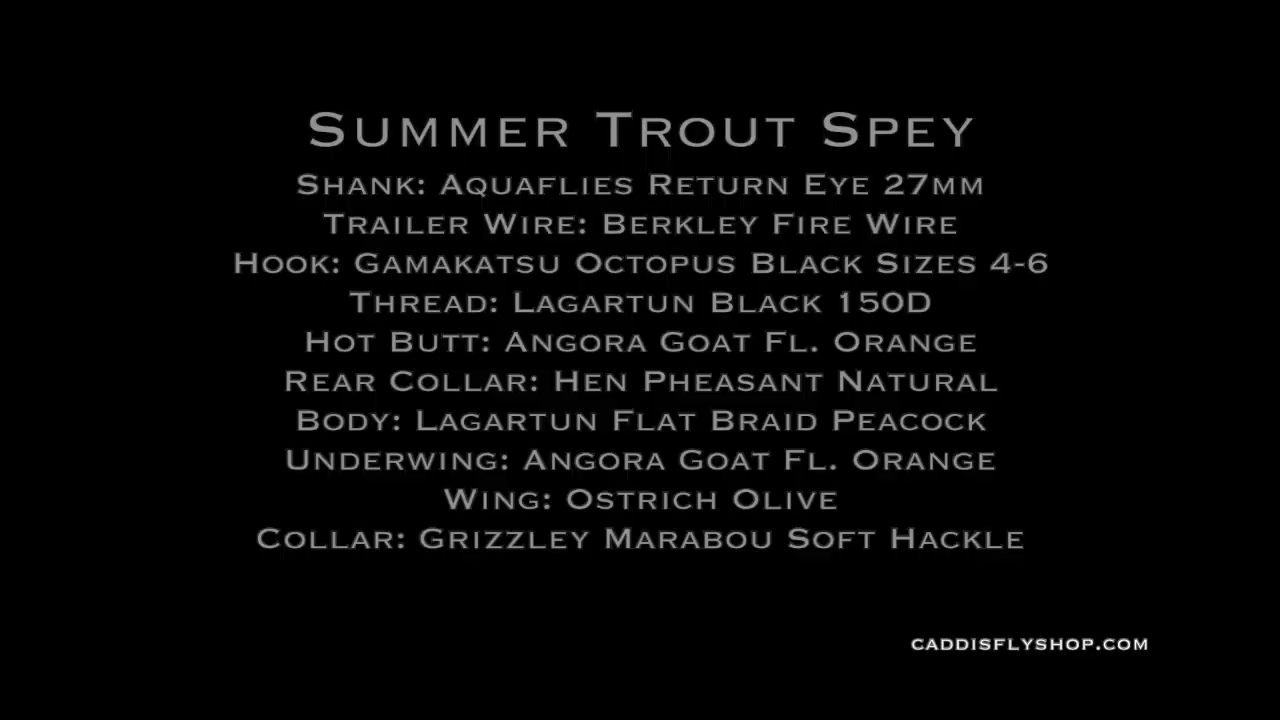 Summer Trout Spey
Shank: Aquaflies Return Eye 27mm
Trailer Wire: Berkley Fire Wire
Hook: Gamakatsu Octopus Black Sizes 4-6
Thread: Lagartun Black 150D
Hot Butt: Angora Goat Fl. Orange
Rear Collar: Hen Pheasant Natural
Body: Lagartun Flat Braid Peacock
Underwing: Angora Goat Fl. Orange
Wing: Ostrich Olive
Collar: Grizzley Marabou Soft Hackle
caddisflyshop.com